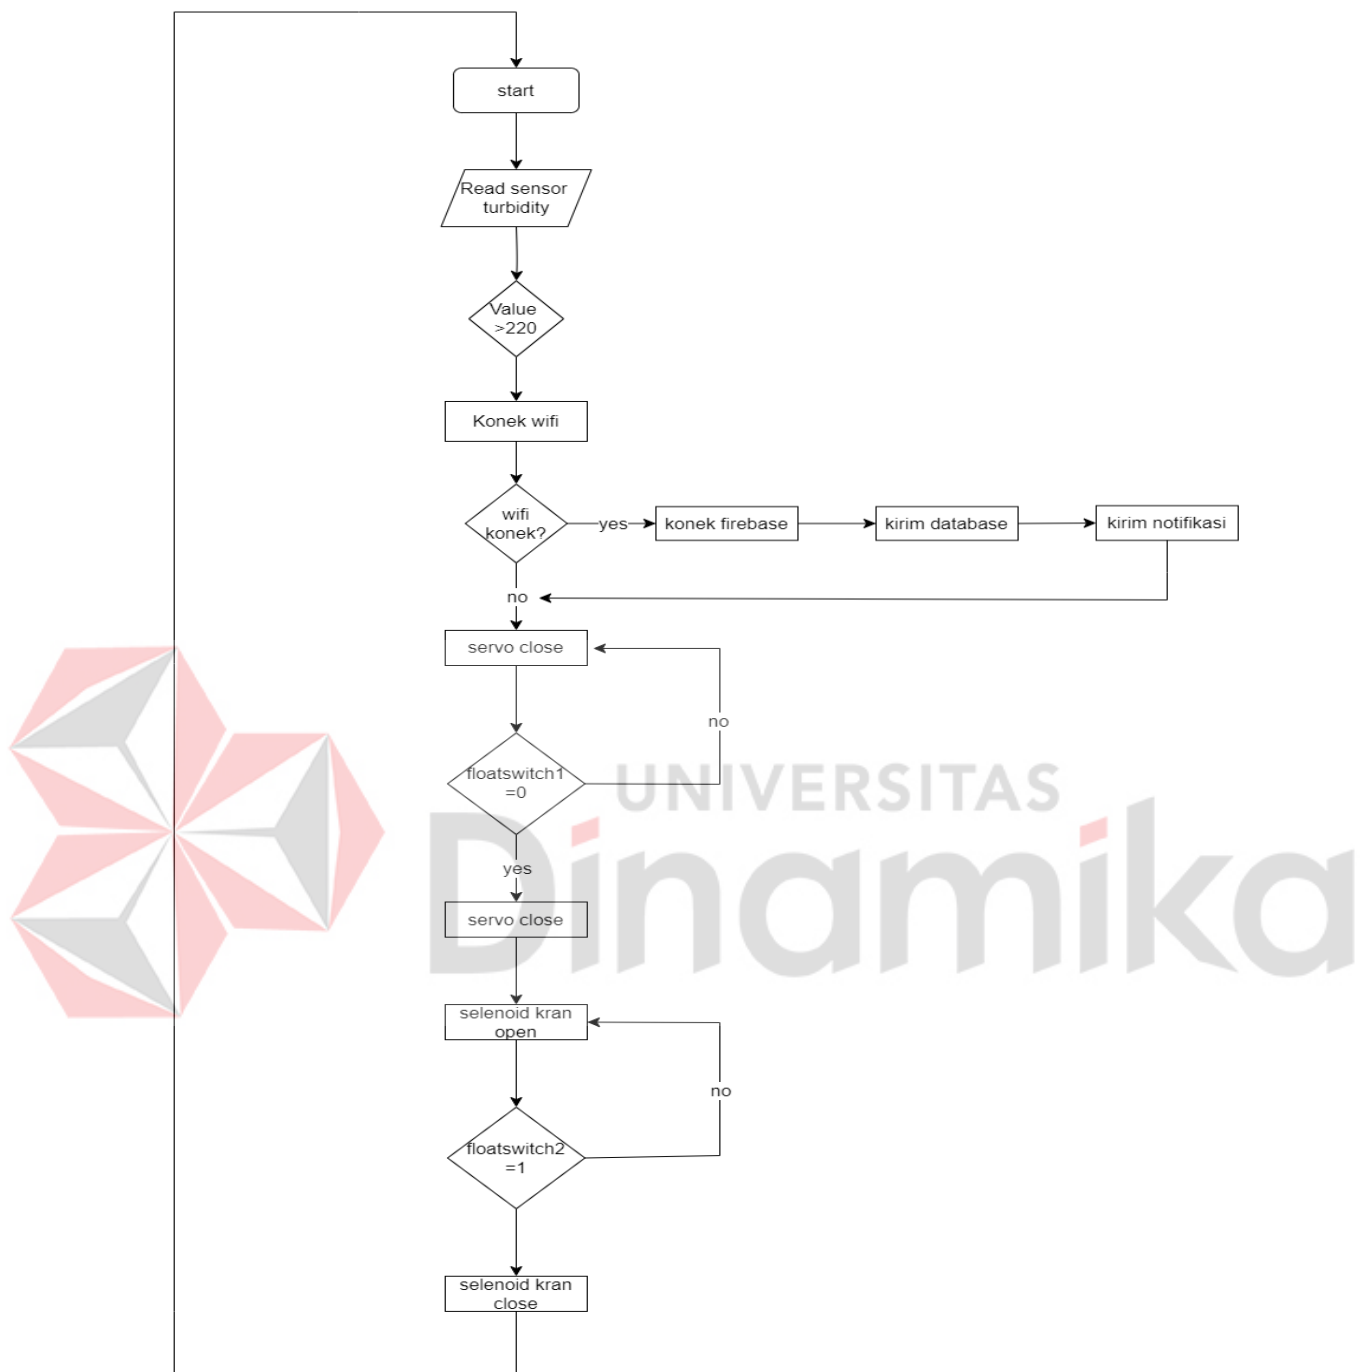 start
Read sensor
turbidity
Value
>220
Konek wifi
wifi
konek?
yes
konek firebase
kirim database
kirim notifikasi
no
servo close
no
floatswitch1
=0
UNIVERSITAS
Dinamika
yes
servo close
selenoid kran
open
no
floatswitch2
=1
selenoid kran
close